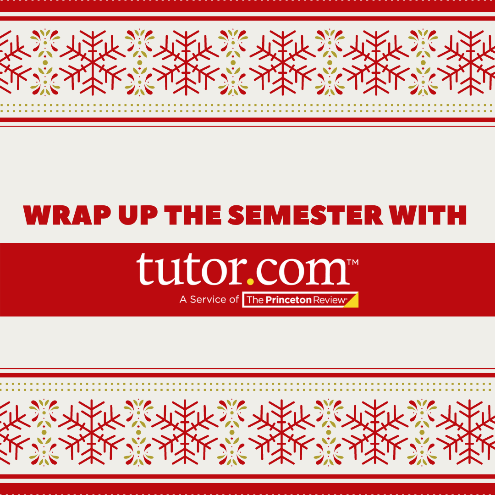 WRAP UP THE SEMESTER WITH
tutor.com™
A Service of The Princeton Review®